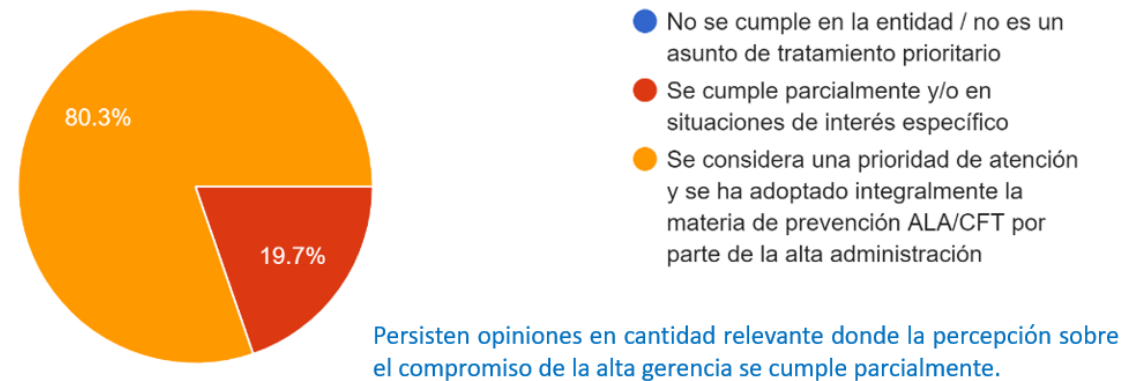 80.3%
19.7%
No se cumple en la entidad / no es un
asunto de tratamiento prioritario
Se cumple parcialmente y/o en
situaciones de interés específico
Se considera una prioridad de atención
y se ha adoptado integralmente la
materia de prevención ALA/CFT por
parte de la alta administración
Persisten opiniones en cantidad relevante donde la percepción sobre
el compromiso de la alta gerencia se cumple parcialmente.